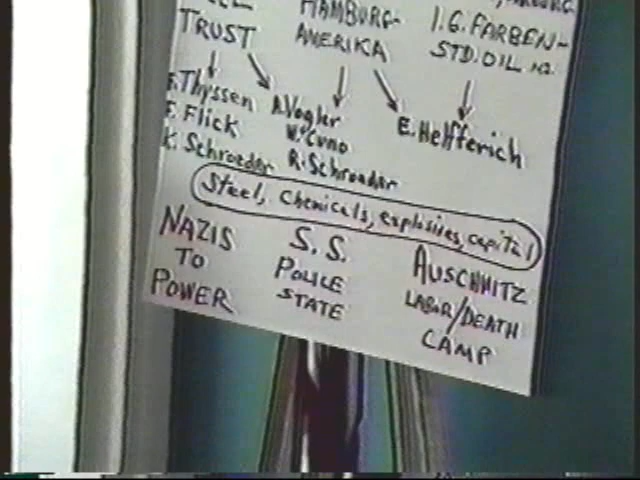 TRUST
HAMBURG-
AMERIKA
I.G. FARBEN-
STD. OIL
F. Thyssen
F. Flick
K. Schroeder
A. Vogler
W. Cuno
R. Schroeder
E. Helfferich
Steel, Chemicals, explosives, capital
NAZIS
TO
POWER
S.S.
POLICE
STATE
AUSCHWITZ
LABOR/DEATH
CAMP